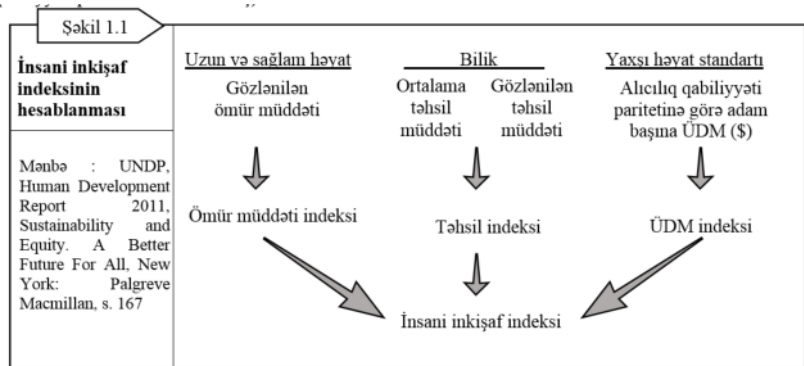 Şəkil 1.1
İnsani inkişaf
indeksinin
hesablanması
Mənbə : UNDP,
Human Development
Report 2011,
Sustainability and
Equity. A Better
Future For All, New
York: Palgreve
Macmillan, s. 167
Uzun və sağlam həyat
Gözlənilən
ömür müddəti
Bilik
Ortalama
təhsil
müddəti
Gözlənilən
təhsil
müddəti
Yaxşı həyat standartı
Alıcılıq qabiliyyəti
paritetinə görə adam
başına ÜDM ($)
Ömür müddəti indeksi
Təhsil indeksi
ÜDM indeksi
İnsani inkişaf indeksi